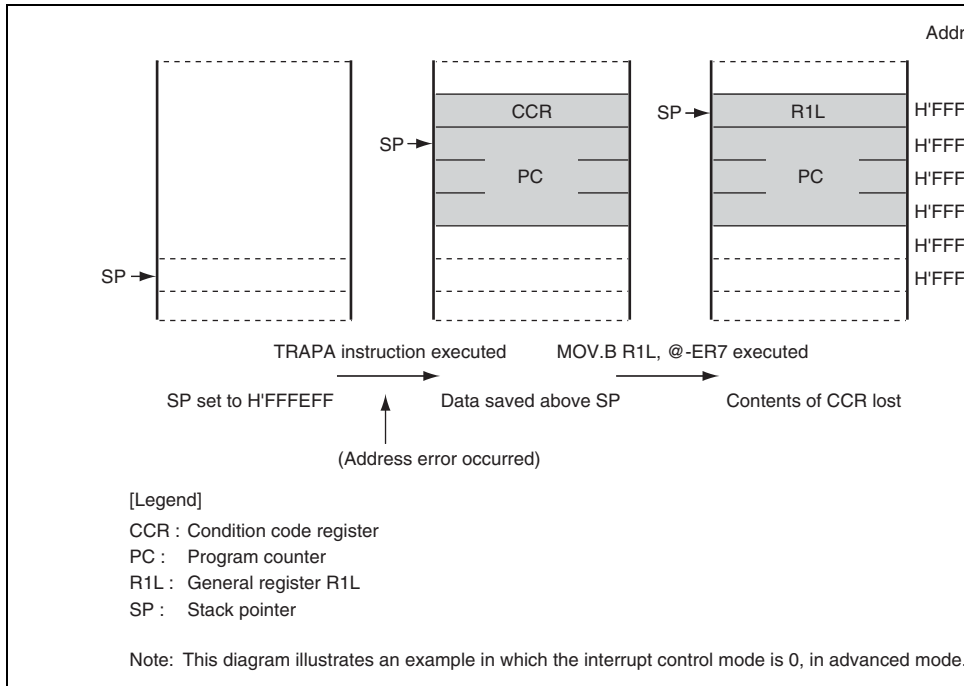 Addr
CCR
SP
R1L
H'FFF
SP
H'FFF
PC
PC
H'FFF
H'FFF
H'FFF
SP
H'FFF
TRAPA instruction executed
MOV.B R1L, @-ER7 executed
SP set to H'FFFEFF
Data saved above SP
Contents of CCR lost
(Address error occurred)
[Legend]
CCR : Condition code register
PC : Program counter
R1L : General register R1L
SP : Stack pointer
Note: This diagram illustrates an example in which the interrupt control mode is 0, in advanced mode.